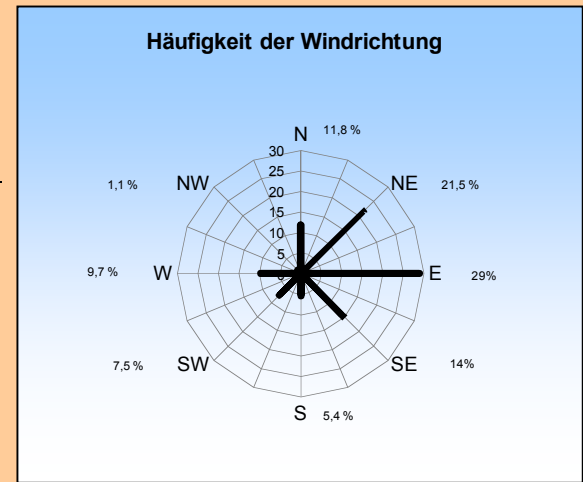 Häufigkeit der Windrichtung
N 11,8 %
30
25
20
15
10
5
0
NW 1,1 %
NE 21,5 %
W 9,7 %
E 29%
SW 7,5 %
SE 14%
S 5,4 %